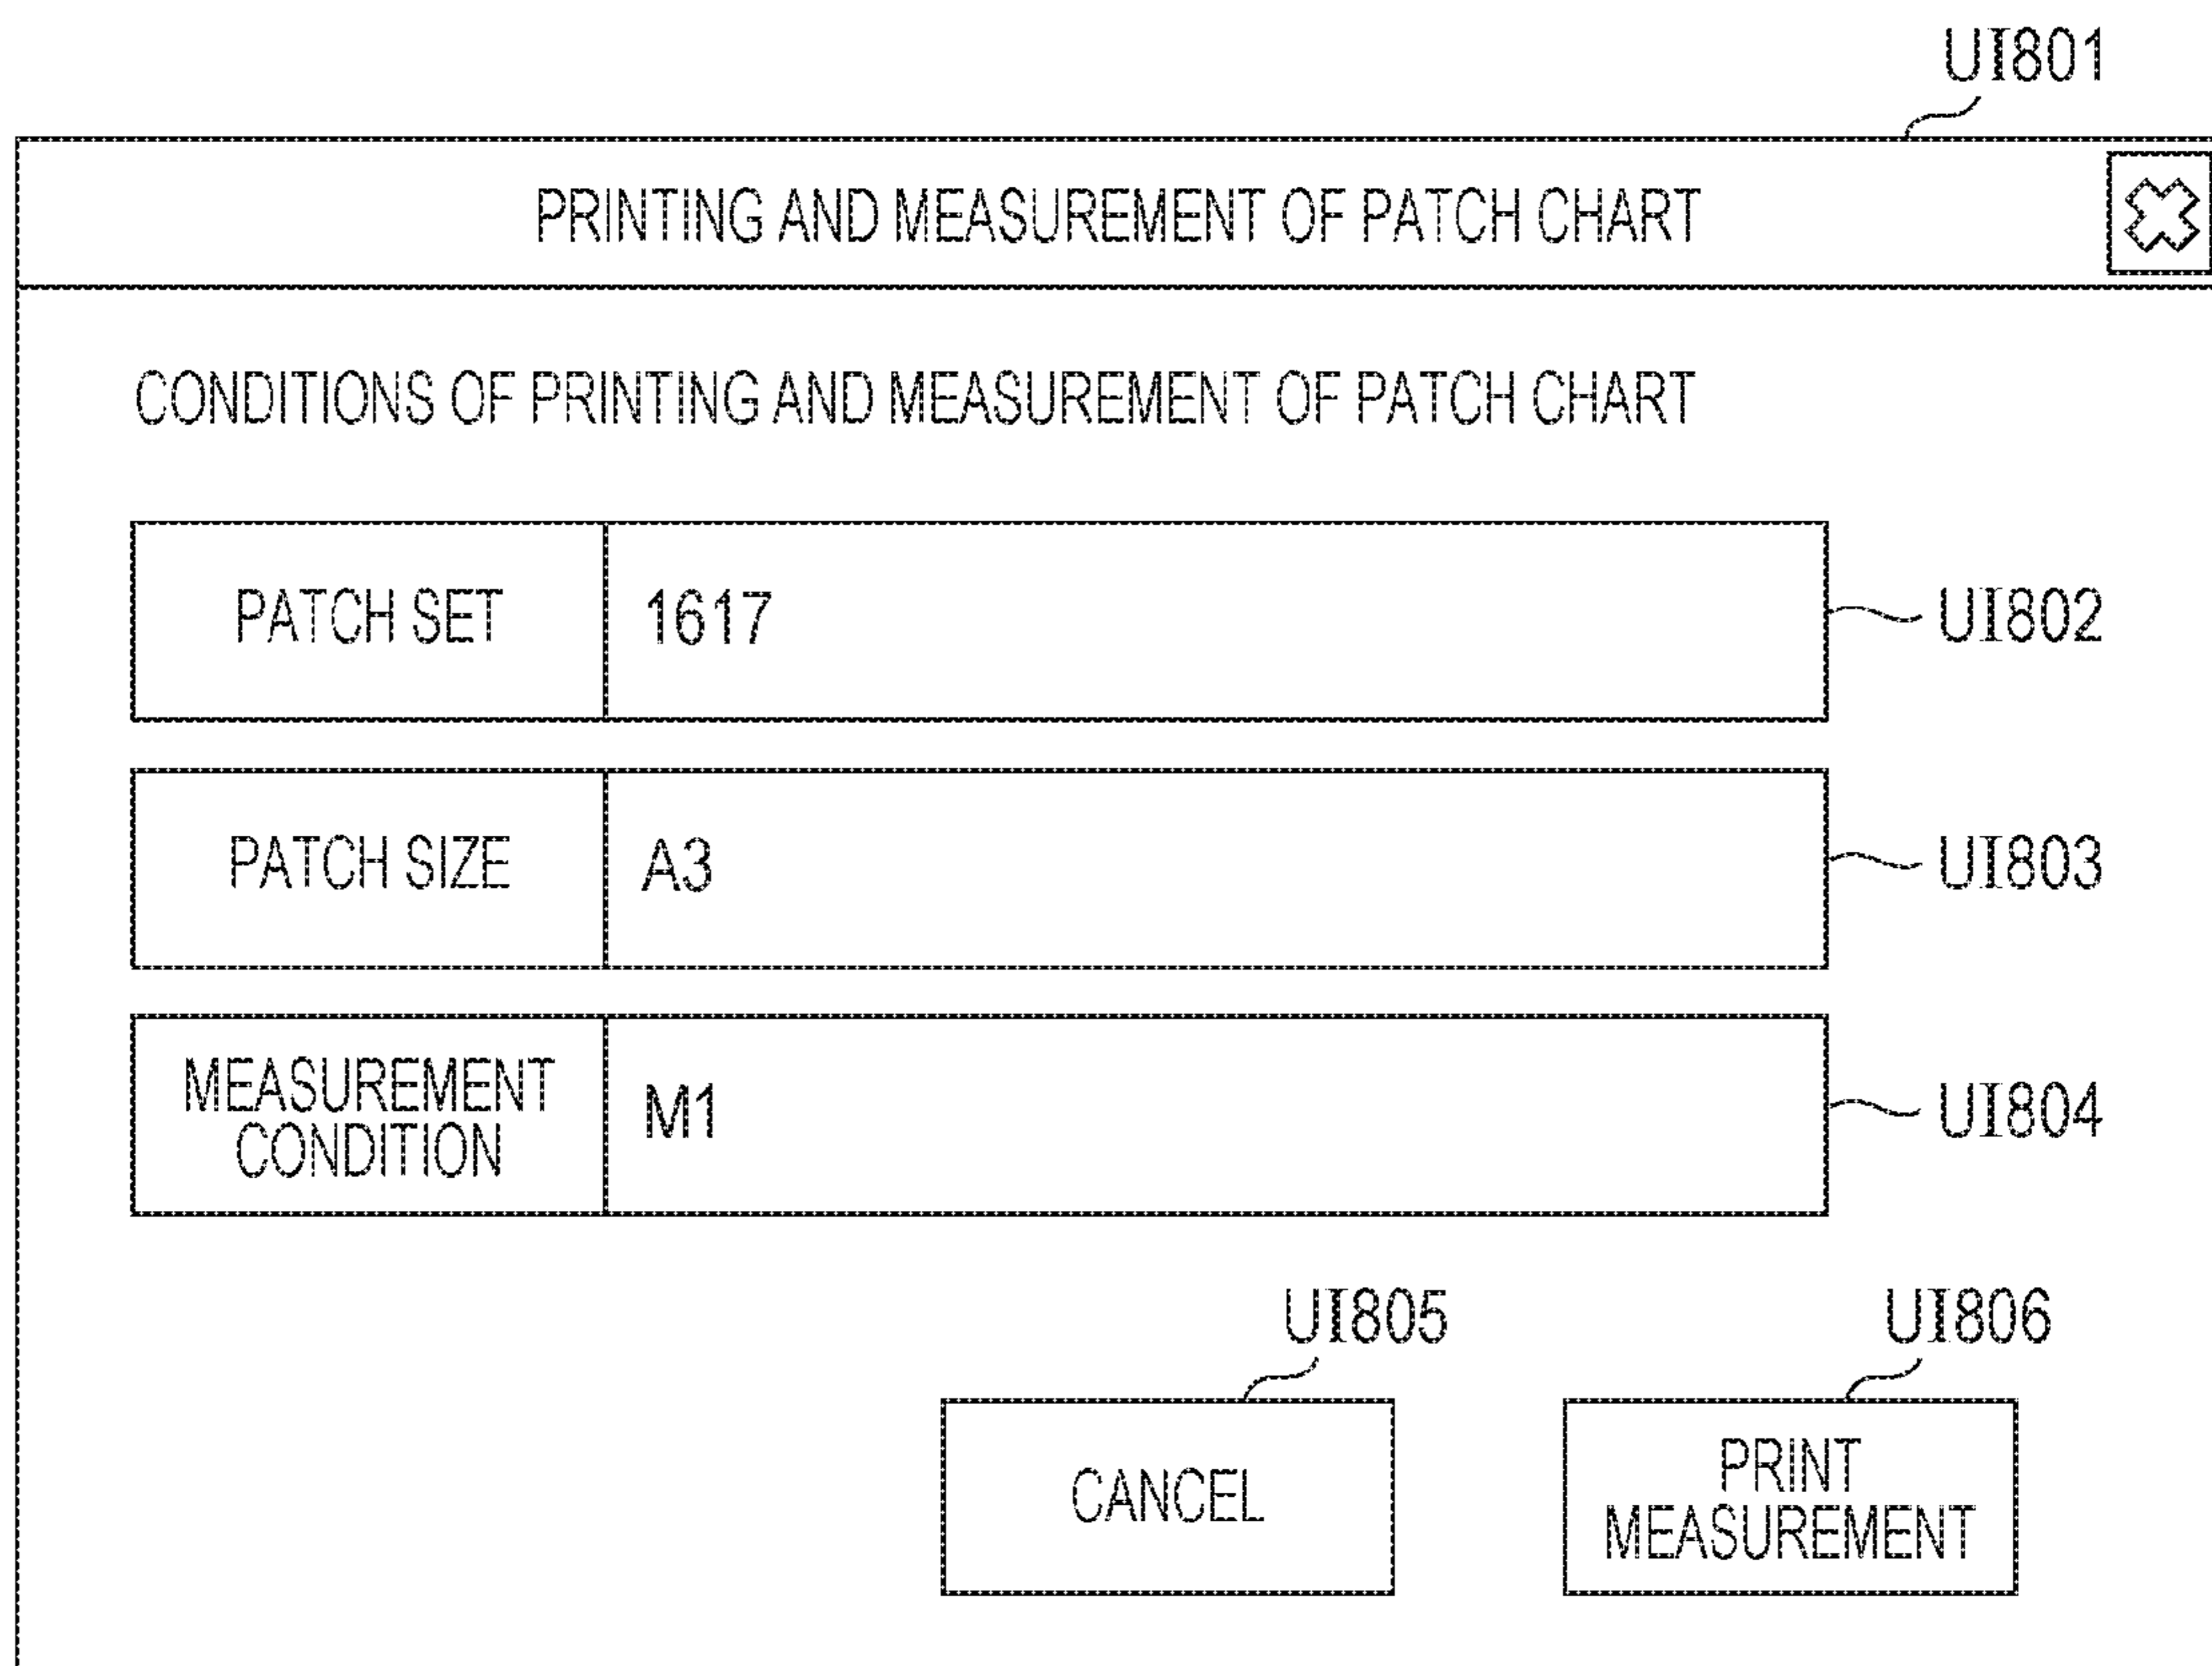 UI801
PRINTING AND MEASUREMENT OF PATCH CHART
CONDITIONS OF PRINTING AND MEASUREMENT OF PATCH CHART
PATCH SET 1617 UI802
PATCH SIZE A3 UI803
MEASUREMENT
CONDITION
M1
UI804
UI805 UI806
CANCEL
PRINT
MEASUREMENT